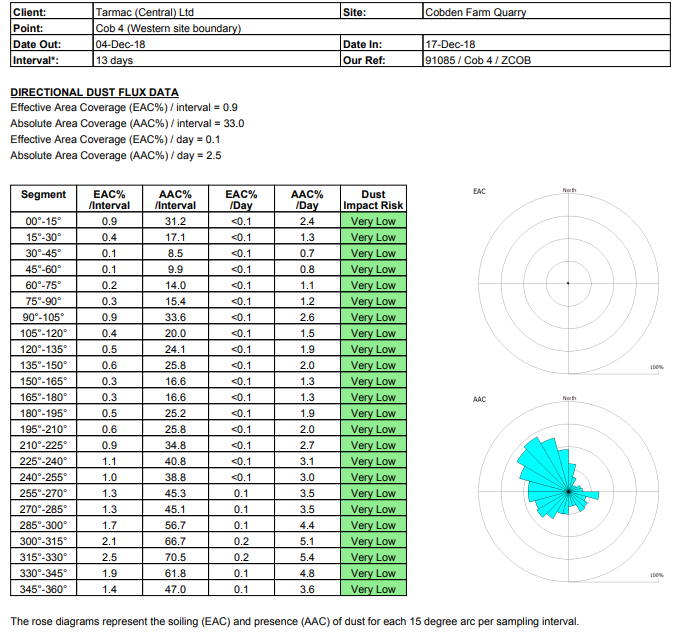 Client: Tarmac (Central) Ltd Site: Cobden Farm Quarry
Point: Cob 4 (Western site boundary)
Date Out: 04-Dec-18 Date In: 17-Dec-18
Interval*: 13 days Our Ref: 91085 / Cob 4 / ZCOB
DIRECTIONAL DUST FLUX DATA
Effective Area Coverage (EAC%) / interval = 0.9
Absolute Area Coverage (AAC%) / interval = 33.0
Effective Area Coverage (EAC%) / day = 0.1
Absolute Area Coverage (AAC%) / day = 2.5
Segment EAC% AAC% EAC% AAC% Dust
/Interval /Interval /Day /Day Impact Risk
00°-15° 0.9 31.2 <0.1 2.4 Very Low
15°-30° 0.4 17.1 <0.1 1.3 Very Low
30°-45° 0.1 8.5 <0.1 0.7 Very Low
45°-60° 0.1 9.9 <0.1 0.8 Very Low
60°-75° 0.2 14.0 <0.1 1.1 Very Low
75°-90° 0.3 15.4 <0.1 1.2 Very Low
90°-105° 0.9 33.6 <0.1 2.6 Very Low
105°-120° 0.4 20.0 <0.1 1.5 Very Low
120°-135° 0.5 24.1 <0.1 1.9 Very Low
135°-150° 0.6 25.8 <0.1 2.0 Very Low
150°-165° 0.3 16.6 <0.1 1.3 Very Low
165°-180° 0.3 16.6 <0.1 1.3 Very Low
180°-195° 0.5 25.2 <0.1 1.9 Very Low
195°-210° 0.6 25.8 <0.1 2.0 Very Low
210°-225° 0.9 34.8 <0.1 2.7 Very Low
225°-240° 1.1 40.8 <0.1 3.1 Very Low
240°-255° 1.0 38.8 <0.1 3.0 Very Low
255°-270° 1.3 45.3 0.1 3.5 Very Low
270°-285° 1.3 45.1 0.1 3.5 Very Low
285°-300° 1.7 56.7 0.1 4.4 Very Low
300°-315° 2.1 66.7 0.2 5.1 Very Low
315°-330° 2.5 70.5 0.2 5.4 Very Low
330°-345° 1.9 61.8 0.1 4.8 Very Low
345°-360° 1.4 47.0 0.1 3.6 Very Low
EAC
North
100%
AAC
North
100%
The rose diagrams represent the soiling (EAC) and presence (AAC) of dust for each 15 degree arc per sampling interval.